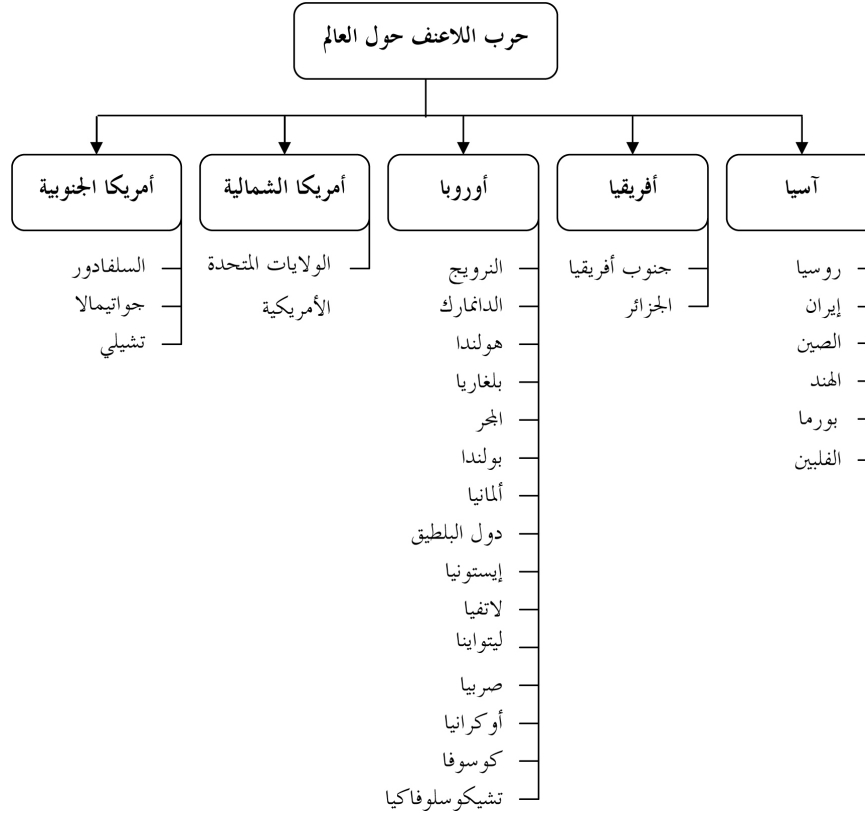 حرب اللاعنف حول العالم
آسيا
روسيا
إيران
الصين
الهند
بورما
الفلبين
أفريقيا
جنوب أفريقيا
الجزائر
أوروبا
النرويج
الدانمارك
هولندا
بلغاريا
المجر
بولندا
ألمانيا
دول البلطيق
إيستونيا
لاتفيا
ليتواينا
صربيا
أوكرانيا
كوسوفا
تشيكوسلوفاكيا
أمريكا الشمالية
الولايات المتحدة
الأمريكية
أمريكا الجنوبية
السلفادور
جواتيمالا
تشيلي